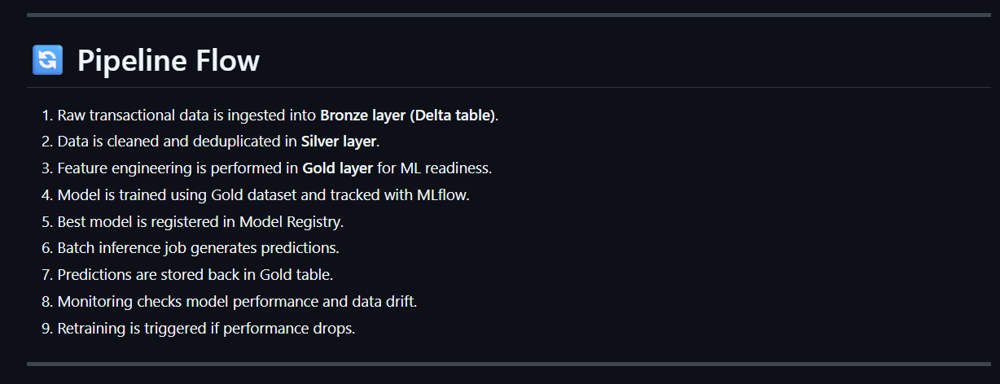 🔄 Pipeline Flow
1. Raw transactional data is ingested into Bronze layer (Delta table).
2. Data is cleaned and deduplicated in Silver layer.
3. Feature engineering is performed in Gold layer for ML readiness.
4. Model is trained using Gold dataset and tracked with MLflow.
5. Best model is registered in Model Registry.
6. Batch inference job generates predictions.
7. Predictions are stored back in Gold table.
8. Monitoring checks model performance and data drift.
9. Retraining is triggered if performance drops.